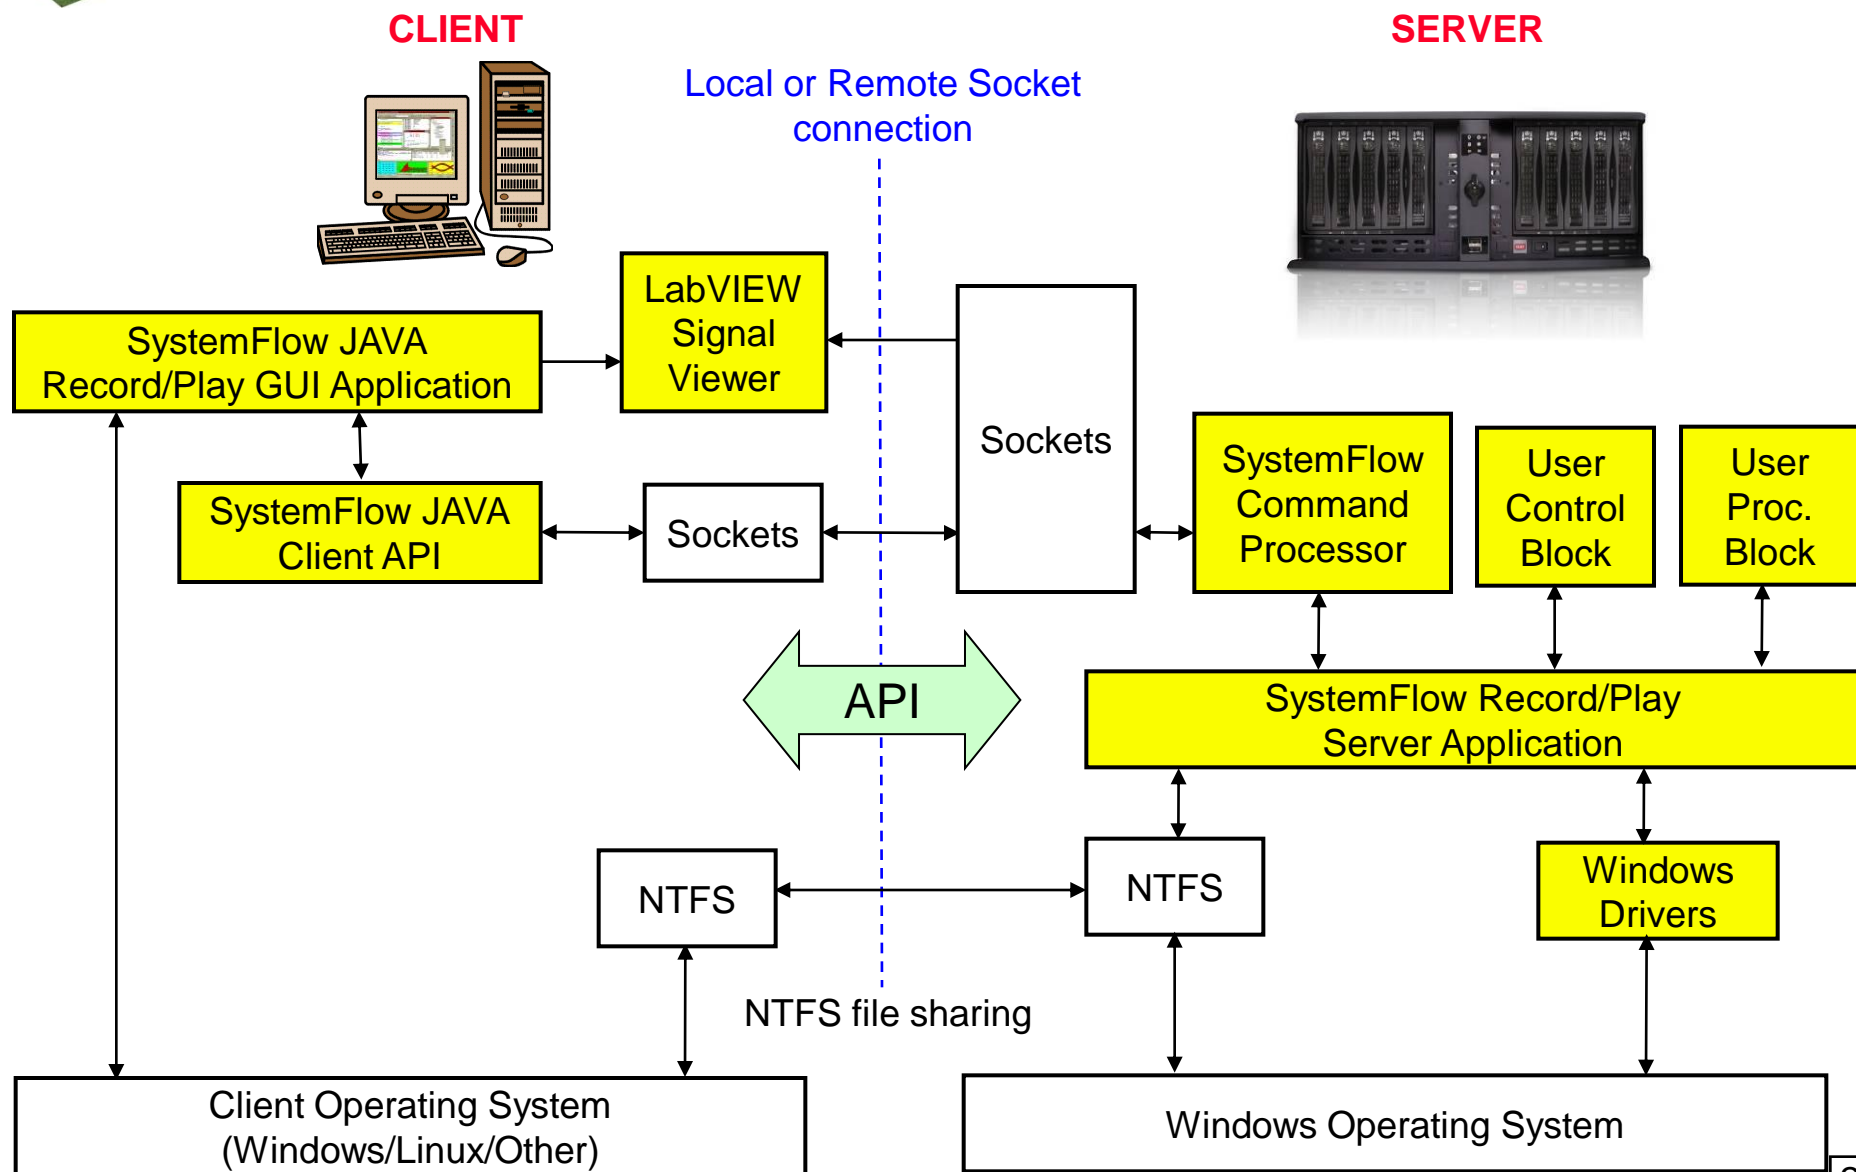 CLIENT
SERVER
Local or Remote Socket
connection
LabVIEW
Signal
Viewer
SystemFlow JAVA
Record/Play GUI Application
Sockets
SystemFlow
Command
Processor
User
Control
Block
User
Proc.
Block
SystemFlow JAVA
Client API
Sockets
API
SystemFlow Record/Play
Server Application
NTFS
NTFS
Windows
Drivers
NTFS file sharing
Client Operating System
(Windows/Linux/Other)
Windows Operating System